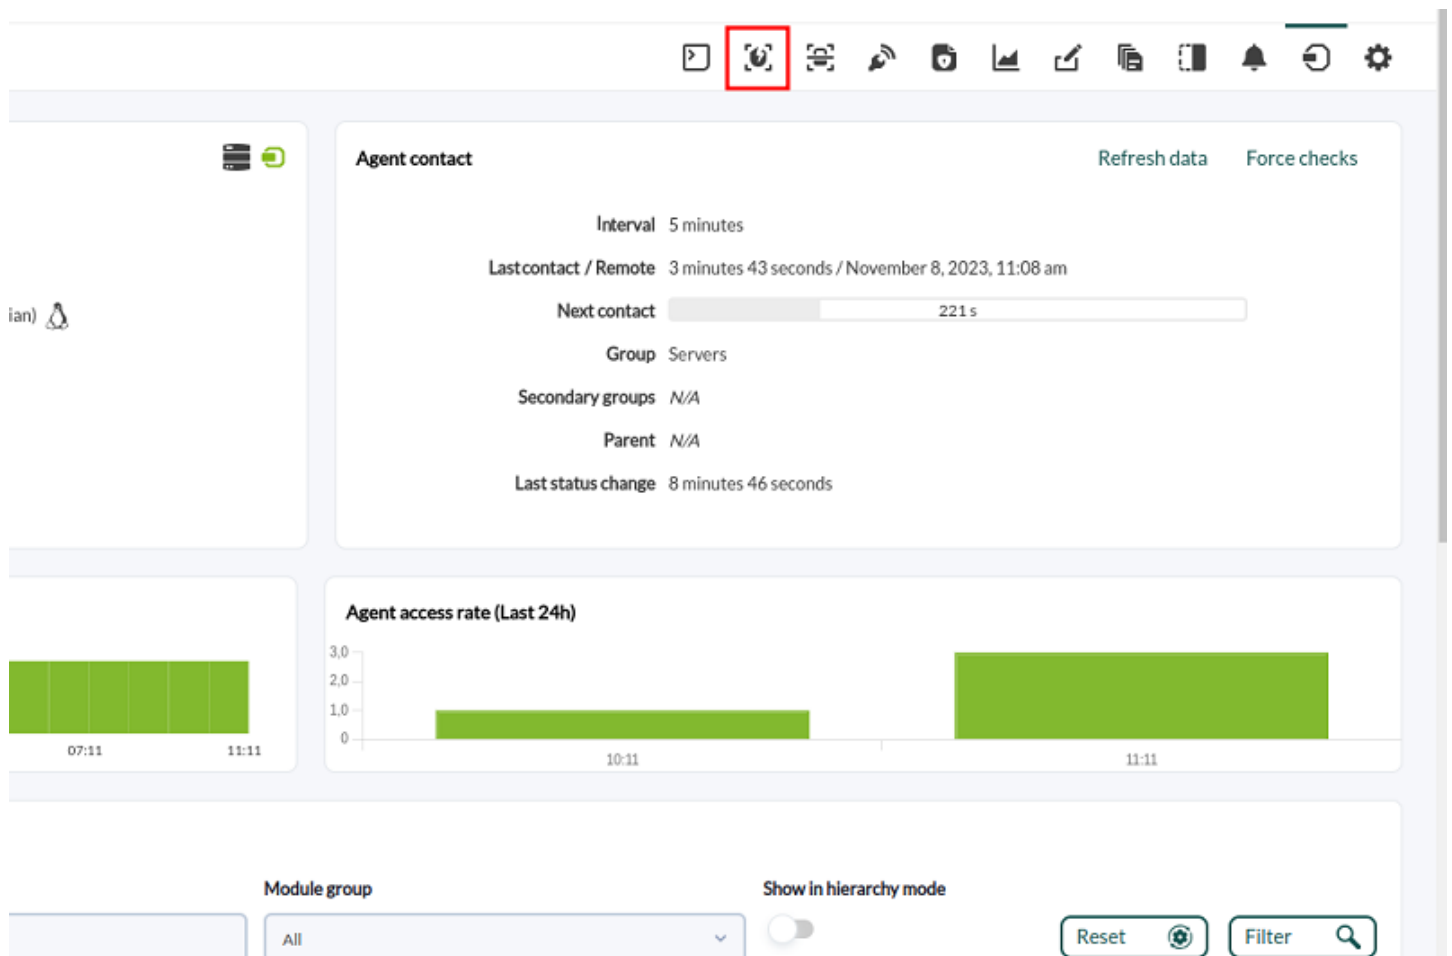 Agent contact
Refresh data
Force checks
Interval 5 minutes
Last contact / Remote 3 minutes 43 seconds / November 8, 2023, 11:08 am
ian)
Next contact 221 s
Group Servers
Secondary groups N/A
Parent N/A
Last status change 8 minutes 46 seconds
07:11 11:11
Agent access rate (Last 24h)
3,0
2,0
1,0
0
10:11 11:11
Module group
All
Show in hierarchy mode
Reset
Filter